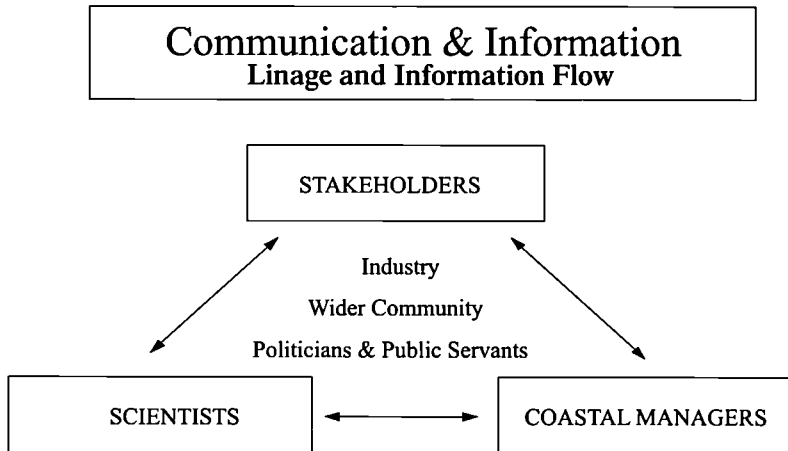 Communication & Information
Linage and Information Flow
STAKEHOLDERS
Industry
Wider Community
Politicians & Public Servants
SCIENTISTS
COASTAL MANAGERS